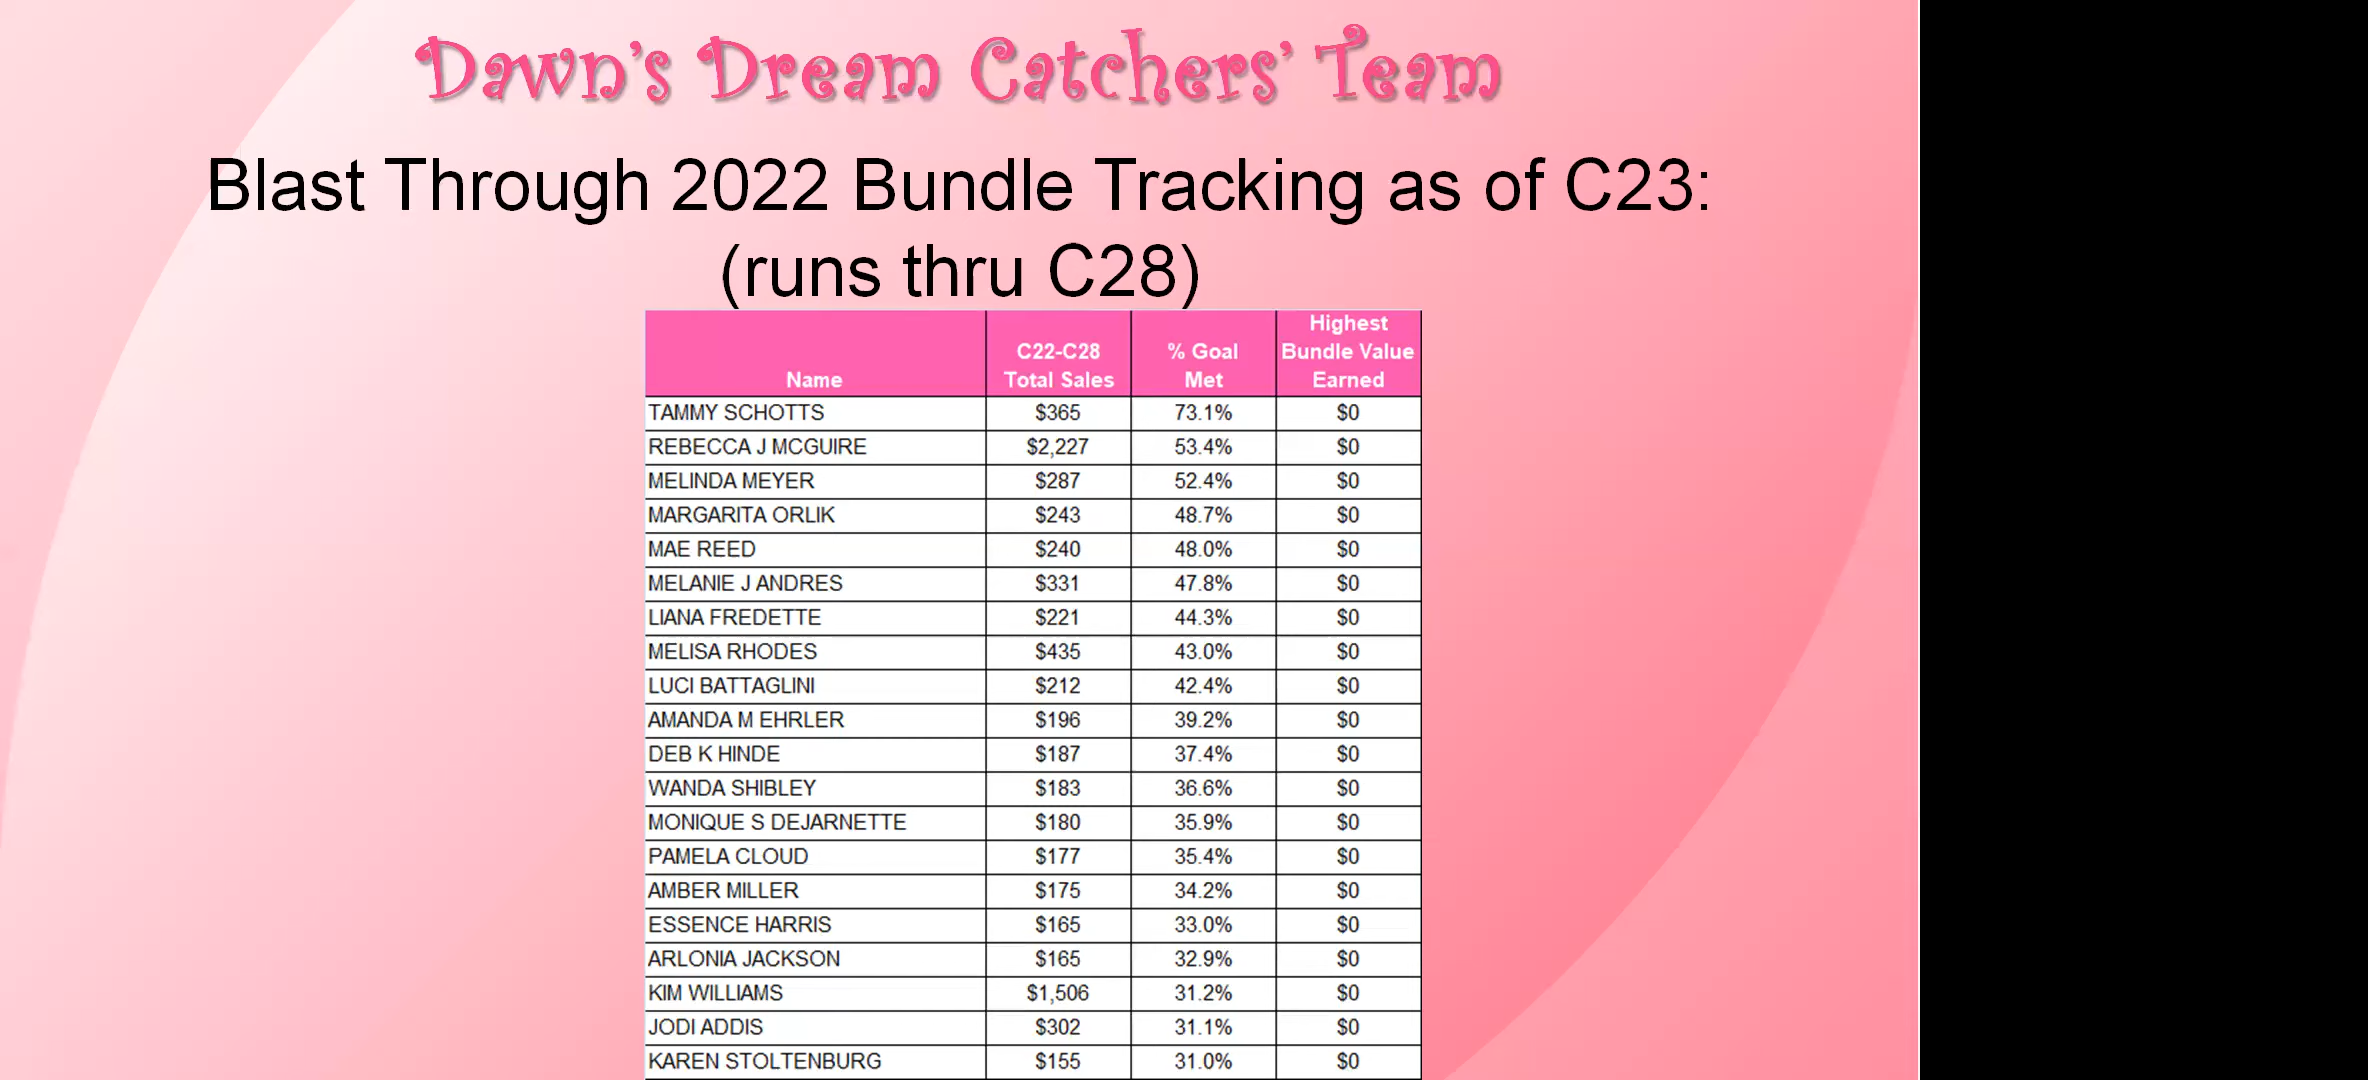 Dawn's Dream Catchers' Team
Blast Through 2022 Bundle Tracking as of C23:
(runs thru C28)
Name C22-C28 Total Sales % Goal Met Highest Bundle Value Earned
TAMMY SCHOTTS $365 73.1% $0
REBECCA J MCGUIRE $2,227 53.4% $0
MELINDA MEYER $287 52.4% $0
MARGARITA ORLIK $243 48.7% $0
MAE REED $240 48.0% $0
MELANIE J ANDRES $331 47.8% $0
LIANA FREDETTE $221 44.3% $0
MELISA RHODES $435 43.0% $0
LUCI BATTAGLINI $212 42.4% $0
AMANDA M EHRLER $196 39.2% $0
DEB K HINDE $187 37.4% $0
WANDA SHIBLEY $183 36.6% $0
MONIQUE S DEJARNETTE $180 35.9% $0
PAMELA CLOUD $177 35.4% $0
AMBER MILLER $175 34.2% $0
ESSENCE HARRIS $165 33.0% $0
ARLONIA JACKSON $165 32.9% $0
KIM WILLIAMS $1,506 31.2% $0
JODI ADDIS $302 31.1% $0
KAREN STOLTENBURG $155 31.0% $0